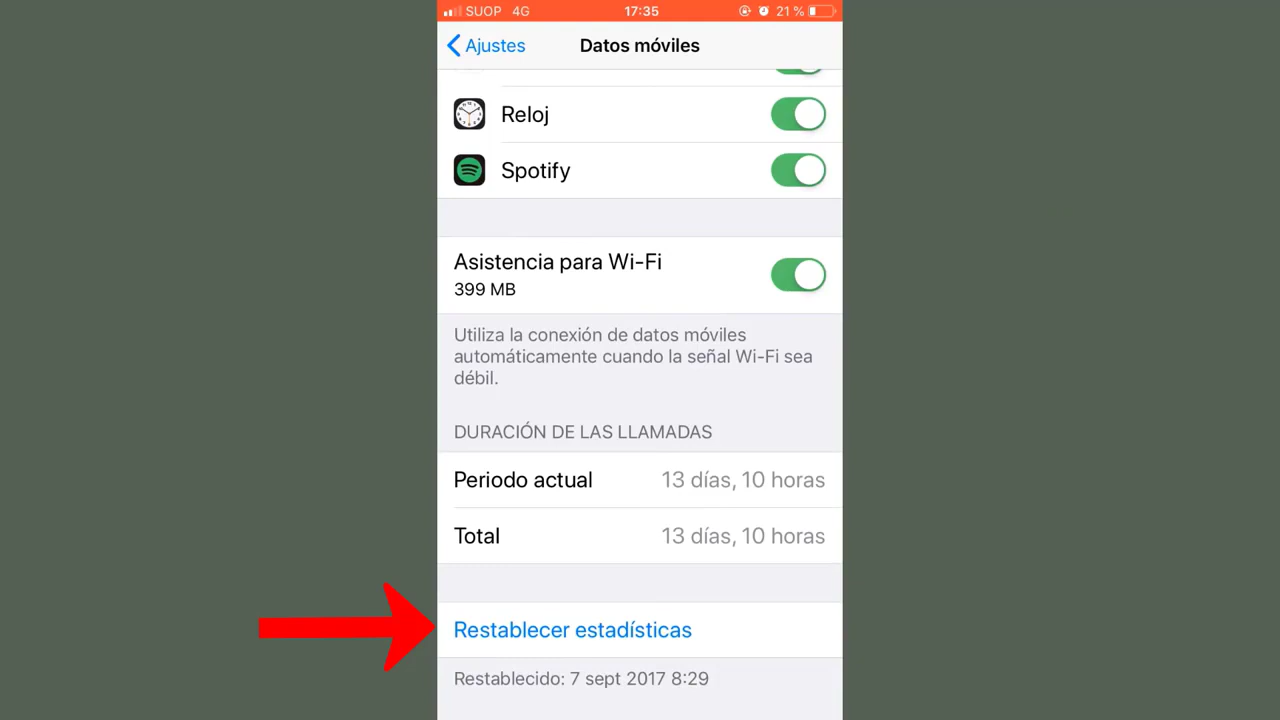 SUOP 4G 17:35 21 %
Ajustes Datos móviles
Reloj
Spotify
Asistencia para Wi-Fi
399 MB
Utiliza la conexión de datos móviles
automáticamente cuando la señal Wi-Fi sea
débil.
DURACIÓN DE LAS LLAMADAS
Periodo actual 13 días, 10 horas
Total 13 días, 10 horas
Restablecer estadísticas
Restablecido: 7 sept 2017 8:29